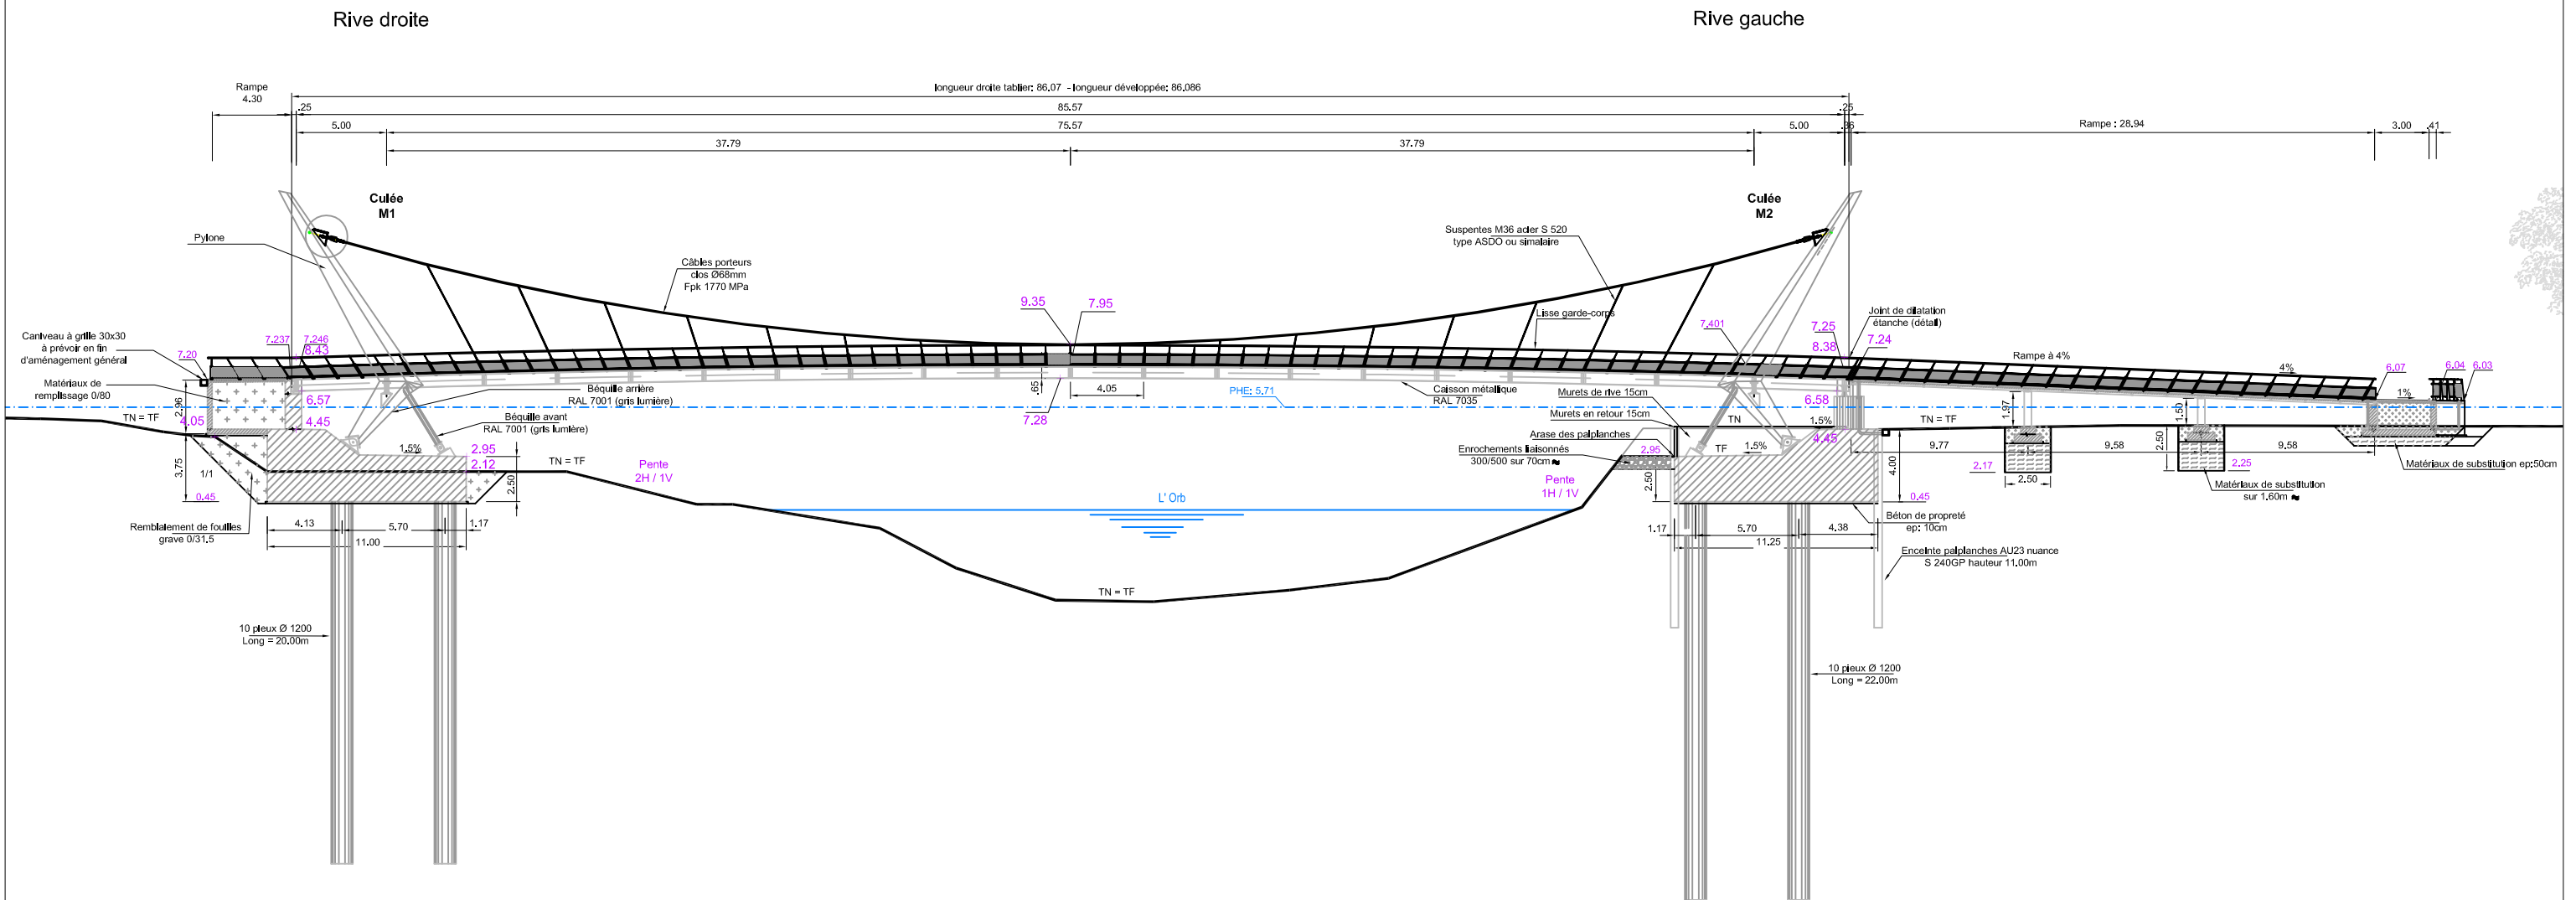 Rive droite
Rive gauche
Rampe
4.30
longueur droite tablier: 86.07 - longueur développée: 86.086
.25
85.57
.25
5.00
75.57
5.00
.36
Rampe : 28.94
3.00
.41
37.79
37.79
Culée
M1
Culée
M2
Pylone
Câbles porteurs
clos Ø68mm
Fpk 1770 MPa
Suspentes M36 acier S 520
type ASDO ou simalaire
9.35
7.95
Lisse garde-corps
Joint de dilatation
étanche (détail)
Caniveau à grille 30x30
à prévoir en fin
d'aménagement général
7.20
7.237
7.246
8.43
7.401
7.25
8.38
7.24
Rampe à 4%
4%
6.07
6.04
6.03
1%
Matériaux de
remplissage 0/80
Béquille arrière
RAL 7001 (gris lumière)
.65
4.05
PHE: 5.71
Caisson métallique
RAL 7035
Murets de rive 15cm
6.57
7.28
6.58
1.97
1.50
2.96
4.05
4.45
Béquille avant
RAL 7001 (gris lumière)
Murets en retour 15cm
TN
1.5%
TN = TF
TN = TF
Arase des palplanches
4.45
1.5%
2.95
2.12
TN = TF
Pente
2H / 1V
Enrochements liaisonnés
300/500 sur 70cm
2.95
TF
1.5%
9.77
9.58
9.58
2.50
3.75
1/1
0.45
2.50
L' Orb
Pente
1H / 1V
2.50
4.00
0.45
2.17
2.50
2.25
Matériaux de substitution ep:50cm
Matériaux de substitution
sur 1.60m
Remblaiement de fouilles
grave 0/31.5
4.13
5.70
1.17
11.00
1.17
5.70
4.38
11.25
Béton de propreté
ep: 10cm
Enceinte palplanches AU23 nuance
S 240GP hauteur 11.00m
TN = TF
10 pieux Ø 1200
Long = 20.00m
10 pieux Ø 1200
Long = 22.00m